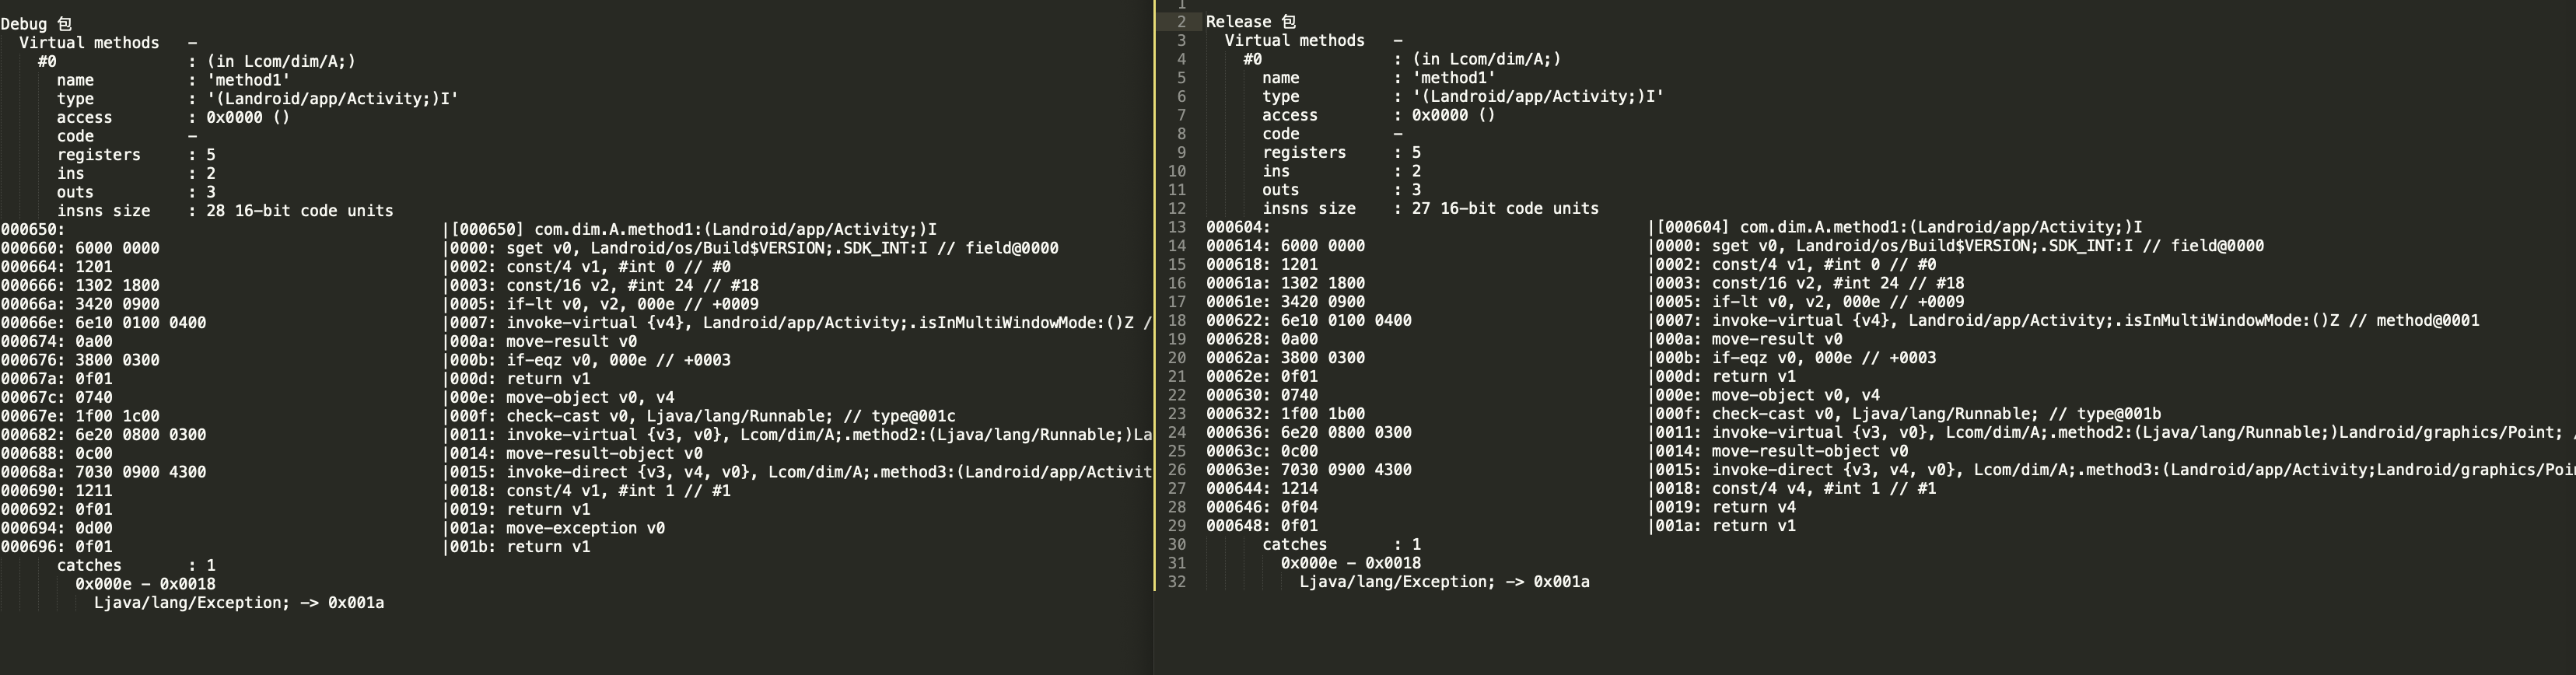 Debug 包
Virtual methods   -
#0              : (in Lcom/dim/A;)
name          : 'method1'
type          : '(Landroid/app/Activity;)I'
access        : 0x0000 ()
code          -
registers     : 5
ins           : 2
outs          : 3
insns size    : 28 16-bit code units
000650:                                        |[000650] com.dim.A.method1:(Landroid/app/Activity;)I
000660: 6000 0000                              |0000: sget v0, Landroid/os/Build$VERSION;.SDK_INT:I // field@0000
000664: 1201                                   |0002: const/4 v1, #int 0 // #0
000666: 1302 1800                              |0003: const/16 v2, #int 24 // #18
00066a: 3420 0900                              |0005: if-lt v0, v2, 000e // +0009
00066e: 6e10 0100 0400                         |0007: invoke-virtual {v4}, Landroid/app/Activity;.isInMultiWindowMode:()Z /
000674: 0a00                                   |000a: move-result v0
000676: 3800 0300                              |000b: if-eqz v0, 000e // +0003
00067a: 0f01                                   |000d: return v1
00067c: 0740                                   |000e: move-object v0, v4
00067e: 1f00 1c00                              |000f: check-cast v0, Ljava/lang/Runnable; // type@001c
000682: 6e20 0800 0300                         |0011: invoke-virtual {v3, v0}, Lcom/dim/A;.method2:(Ljava/lang/Runnable;)La
000688: 0c00                                   |0014: move-result-object v0
00068a: 7030 0900 4300                         |0015: invoke-direct {v3, v4, v0}, Lcom/dim/A;.method3:(Landroid/app/Activit
000690: 1211                                   |0018: const/4 v1, #int 1 // #1
000692: 0f01                                   |0019: return v1
000694: 0d00                                   |001a: move-exception v0
000696: 0f01                                   |001b: return v1
catches       : 1
0x000e - 0x0018
Ljava/lang/Exception; -> 0x001a
1
2 Release 包
3 Virtual methods   -
4 #0              : (in Lcom/dim/A;)
5 name          : 'method1'
6 type          : '(Landroid/app/Activity;)I'
7 access        : 0x0000 ()
8 code          -
9 registers     : 5
10 ins           : 2
11 outs          : 3
12 insns size    : 27 16-bit code units
13 000604:                                        |[000604] com.dim.A.method1:(Landroid/app/Activity;)I
14 000614: 6000 0000                              |0000: sget v0, Landroid/os/Build$VERSION;.SDK_INT:I // field@0000
15 000618: 1201                                   |0002: const/4 v1, #int 0 // #0
16 00061a: 1302 1800                              |0003: const/16 v2, #int 24 // #18
17 00061e: 3420 0900                              |0005: if-lt v0, v2, 000e // +0009
18 000622: 6e10 0100 0400                         |0007: invoke-virtual {v4}, Landroid/app/Activity;.isInMultiWindowMode:()Z // method@0001
19 000628: 0a00                                   |000a: move-result v0
20 00062a: 3800 0300                              |000b: if-eqz v0, 000e // +0003
21 00062e: 0f01                                   |000d: return v1
22 000630: 0740                                   |000e: move-object v0, v4
23 000632: 1f00 1b00                              |000f: check-cast v0, Ljava/lang/Runnable; // type@001b
24 000636: 6e20 0800 0300                         |0011: invoke-virtual {v3, v0}, Lcom/dim/A;.method2:(Ljava/lang/Runnable;)Landroid/graphics/Point; /
25 00063c: 0c00                                   |0014: move-result-object v0
26 00063e: 7030 0900 4300                         |0015: invoke-direct {v3, v4, v0}, Lcom/dim/A;.method3:(Landroid/app/Activity;Landroid/graphics/Poi
27 000644: 1214                                   |0018: const/4 v4, #int 1 // #1
28 000646: 0f04                                   |0019: return v4
29 000648: 0f01                                   |001a: return v1
30 catches       : 1
31 0x000e - 0x0018
32 Ljava/lang/Exception; -> 0x001a